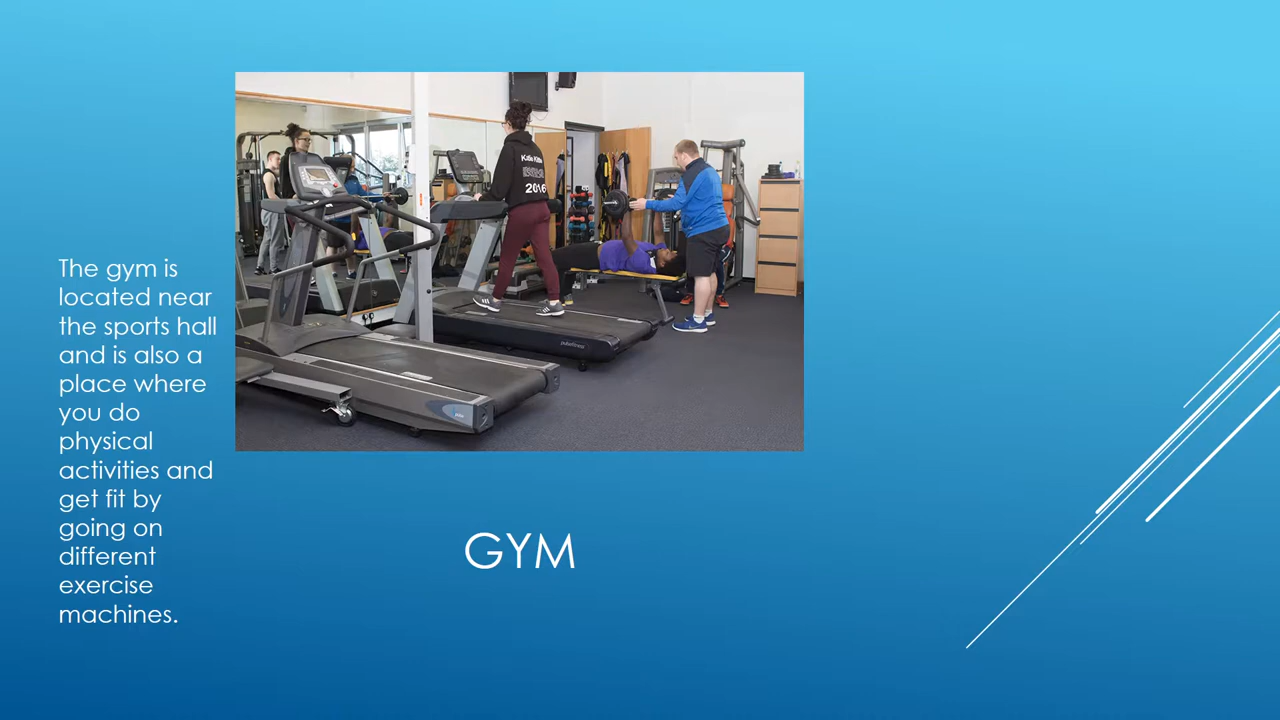 The gym is
located near
the sports hall
and is also a
place where
you do
physical
activities and
get fit by
going on
different
exercise
machines.
2016
GYM